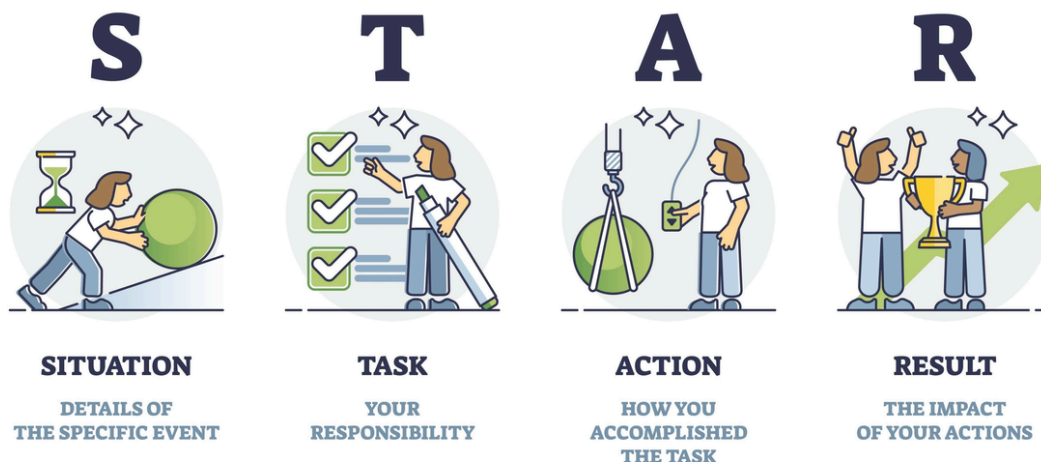 S
T
A
R
SITUATION
DETAILS OF
THE SPECIFIC EVENT
TASK
YOUR
RESPONSIBILITY
ACTION
HOW YOU
ACCOMPLISHED
THE TASK
RESULT
THE IMPACT
OF YOUR ACTIONS